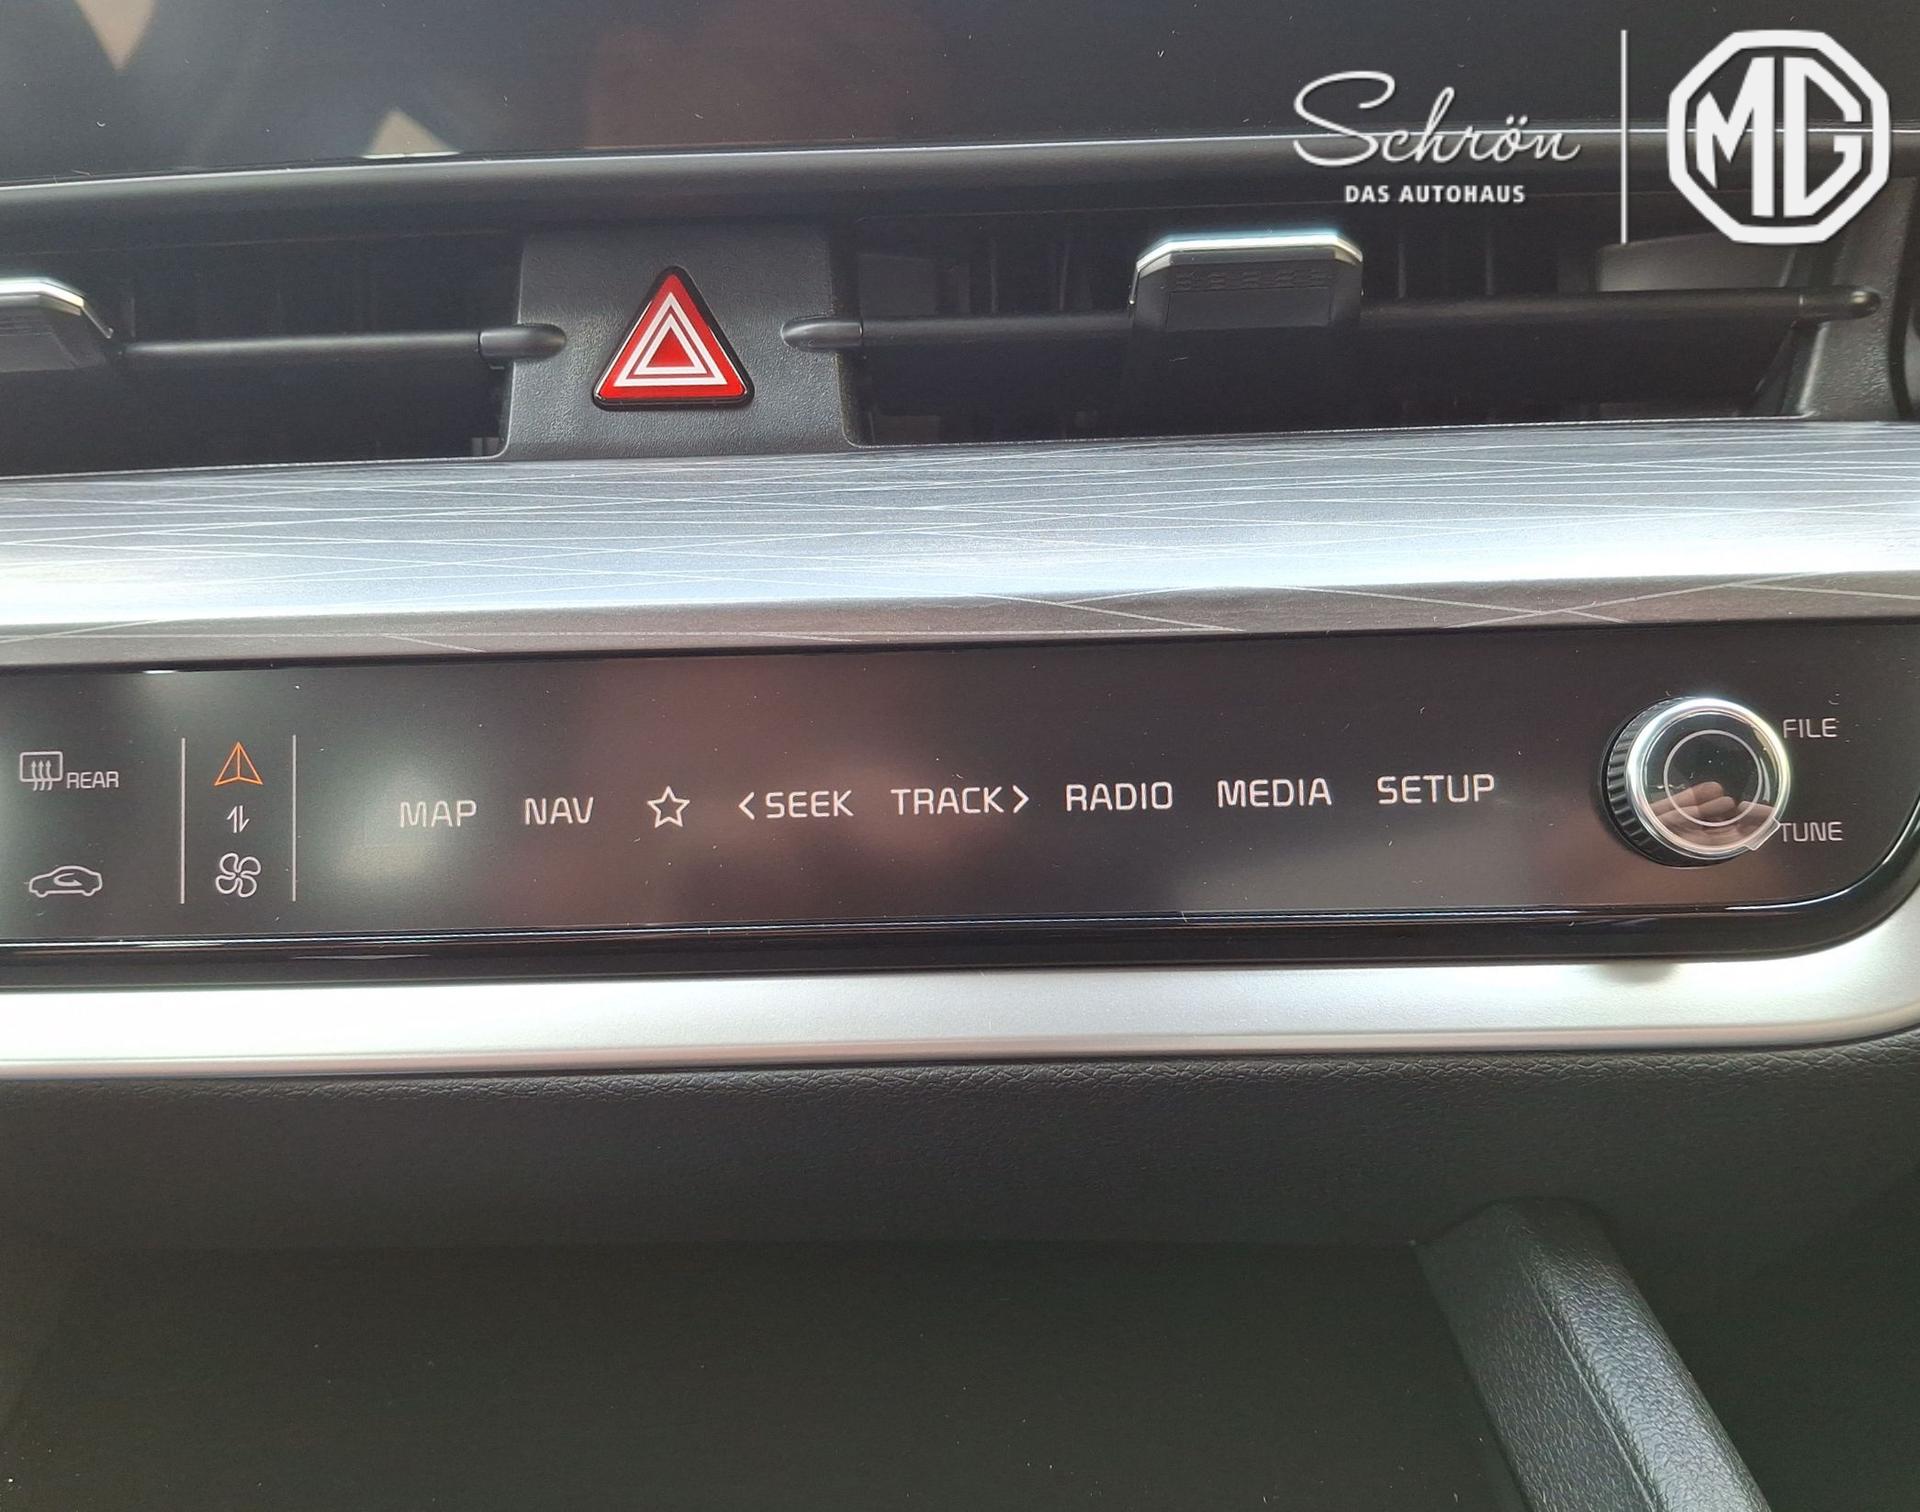 Schrön
DAS AUTOHAUS
MG
REAR
MAP NAV <SEEK TRACK> RADIO MEDIA SETUP
FILE
TUNE